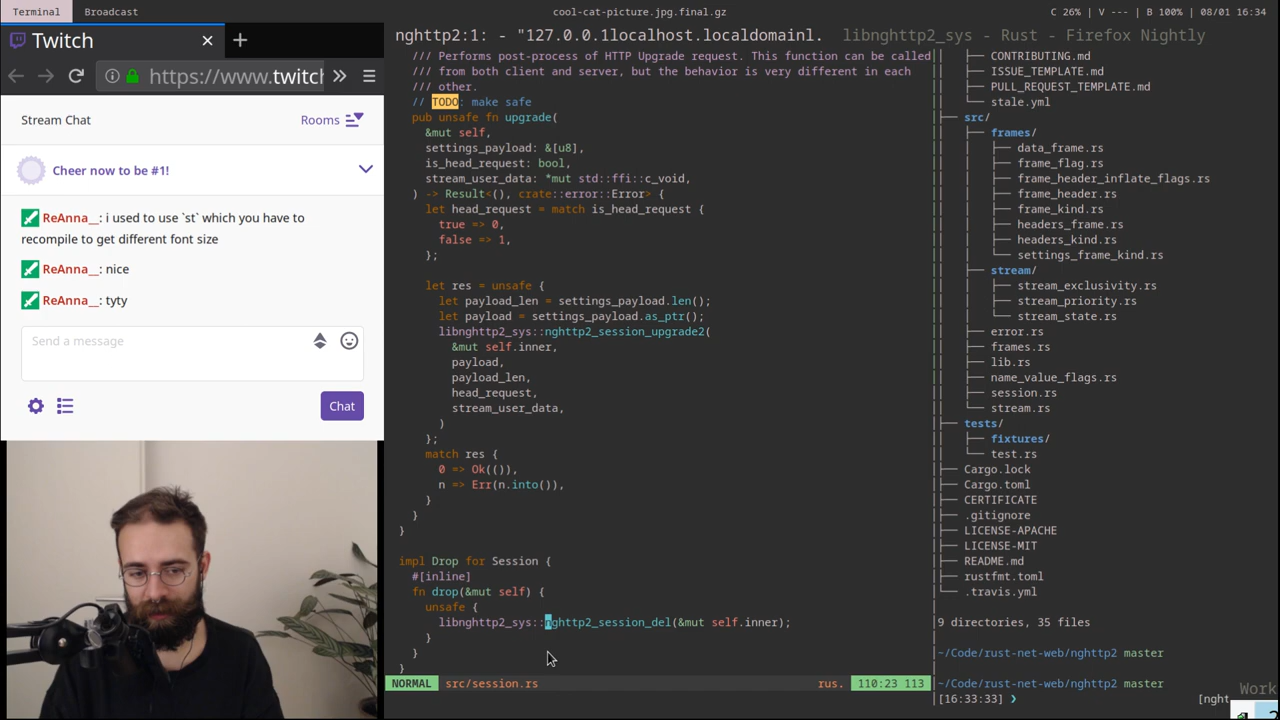 Terminal
Broadcast
cool-cat-picture.jpg.final.gz
C 26% | V --- | B 100% | 08/01 16:34
Twitch
https://www.twitch
Stream Chat
Rooms
Cheer now to be #1!
ReAnna__: i used to use `st` which you have to
recompile to get different font size
ReAnna__: nice
ReAnna__: tyty
Send a message
Chat
nghttp2:1: - "127.0.0.1localhost.localdomainl.
libnghttp2_sys - Rust - Firefox Nightly
/// Performs post-process of HTTP Upgrade request. This function can be called
/// from both client and server, but the behavior is very different in each
/// other.
// TODO: make safe
pub unsafe fn upgrade(
&mut self,
settings_payload: &[u8],
is_head_request: bool,
stream_user_data: *mut std::ffi::c_void,
) -> Result<(), crate::error::Error> {
let head_request = match is_head_request {
true => 0,
false => 1,
};
let res = unsafe {
let payload_len = settings_payload.len();
let payload = settings_payload.as_ptr();
libnghttp2_sys::nghttp2_session_upgrade2(
&mut self.inner,
payload,
payload_len,
head_request,
stream_user_data,
)
};
match res {
0 => Ok(()),
n => Err(n.into()),
}
}
}
impl Drop for Session {
#[inline]
fn drop(&mut self) {
unsafe {
libnghttp2_sys::nghttp2_session_del(&mut self.inner);
}
}
}
NORMAL src/session.rs rus. 110:23 113
CONTRIBUTING.md
ISSUE_TEMPLATE.md
PULL_REQUEST_TEMPLATE.md
stale.yml
src/
frames/
data_frame.rs
frame_flag.rs
frame_header_inflate_flags.rs
frame_header.rs
frame_kind.rs
headers_frame.rs
headers_kind.rs
settings_frame_kind.rs
stream/
stream_exclusivity.rs
stream_priority.rs
stream_state.rs
error.rs
frames.rs
lib.rs
name_value_flags.rs
session.rs
stream.rs
tests/
fixtures/
test.rs
Cargo.lock
Cargo.toml
CERTIFICATE
.gitignore
LICENSE-APACHE
LICENSE-MIT
README.md
rustfmt.toml
.travis.yml
9 directories, 35 files
~/Code/rust-net-web/nghttp2 master
~/Code/rust-net-web/nghttp2 master
[16:33:33] ❯
[nght
Work